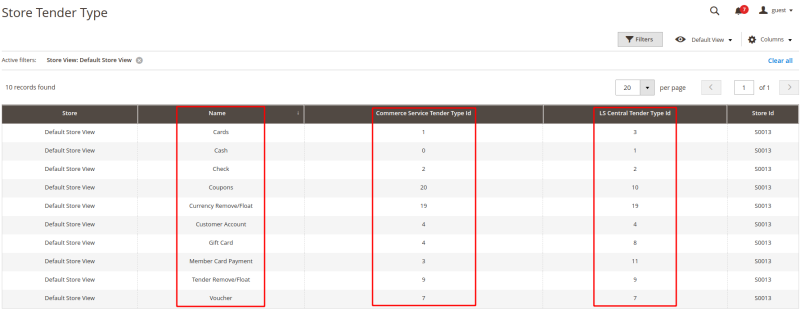 Store Tender Type
7 guest
Filters Default View Columns
Active filters: Store View: Default Store View Clear all
10 records found 20 per page 1 of 1
Store Name Commerce Service Tender Type Id LS Central Tender Type Id Store Id
Default Store View Cards 1 3 S0013
Default Store View Cash 0 1 S0013
Default Store View Check 2 2 S0013
Default Store View Coupons 20 10 S0013
Default Store View Currency Remove/Float 19 19 S0013
Default Store View Customer Account 4 4 S0013
Default Store View Gift Card 4 8 S0013
Default Store View Member Card Payment 3 11 S0013
Default Store View Tender Remove/Float 9 9 S0013
Default Store View Voucher 7 7 S0013